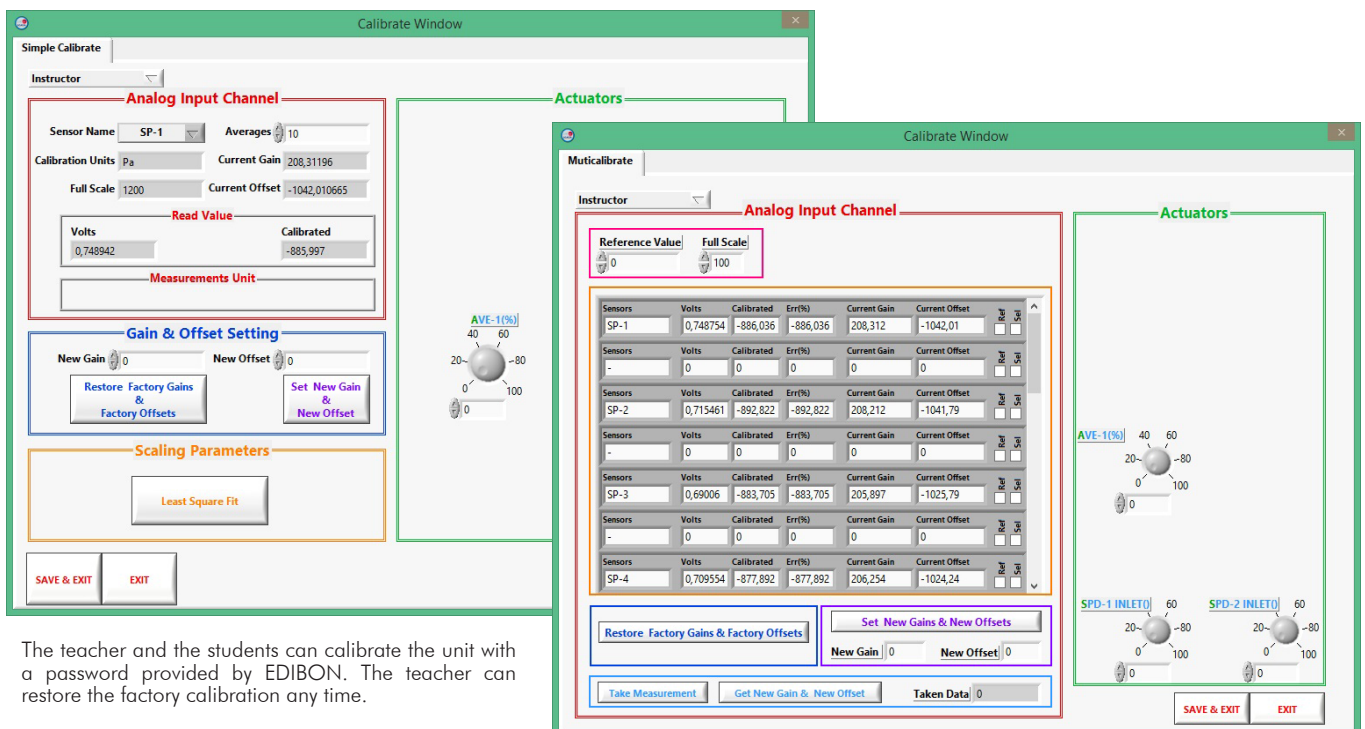 Calibrate Window
Simple Calibrate
Instructor
Analog Input Channel
Sensor Name SP-1 Averages 10
Calibration Units Pa Current Gain 208,31196
Full Scale 1200 Current Offset -1042,010665
Read Value
Volts Calibrated
0,748942 -885,997
Measurements Unit
Gain & Offset Setting
New Gain 0 New Offset 0
Restore Factory Gains
&
Factory Offsets
Set New Gain
&
New Offset
Scaling Parameters
Least Square Fit
SAVE & EXIT EXIT
Actuators
AVE-1(%)
40 60
20 80
0 100
0
The teacher and the students can calibrate the unit with
a password provided by EDIBON. The teacher can
restore the factory calibration any time.
Calibrate Window
Muticalibrate
Instructor
Analog Input Channel
Reference Value Full Scale
0 100
Sensors Volts Calibrated Err(%) Current Gain Current Offset Ref Sel
SP-1 0,748754 -886,036 -886,036 208,312 -1042,01
Sensors Volts Calibrated Err(%) Current Gain Current Offset Ref Sel
- 0 0 0 0 0
Sensors Volts Calibrated Err(%) Current Gain Current Offset Ref Sel
SP-2 0,715461 -892,822 -892,822 208,212 -1041,79
Sensors Volts Calibrated Err(%) Current Gain Current Offset Ref Sel
- 0 0 0 0 0
Sensors Volts Calibrated Err(%) Current Gain Current Offset Ref Sel
SP-3 0,69006 -883,705 -883,705 205,897 -1025,79
Sensors Volts Calibrated Err(%) Current Gain Current Offset Ref Sel
- 0 0 0 0 0
Sensors Volts Calibrated Err(%) Current Gain Current Offset Ref Sel
SP-4 0,709554 -877,892 -877,892 206,254 -1024,24
Restore Factory Gains & Factory Offsets
Set New Gains & New Offsets
New Gain 0 New Offset 0
Take Measurement Get New Gain & New Offset Taken Data 0
Actuators
AVE-1(%) 40 60
20 80
0 100
0
SPD-1 INLET() 60 SPD-2 INLET() 60
20 80 20 80
0 100 0 100
0 0
SAVE & EXIT EXIT